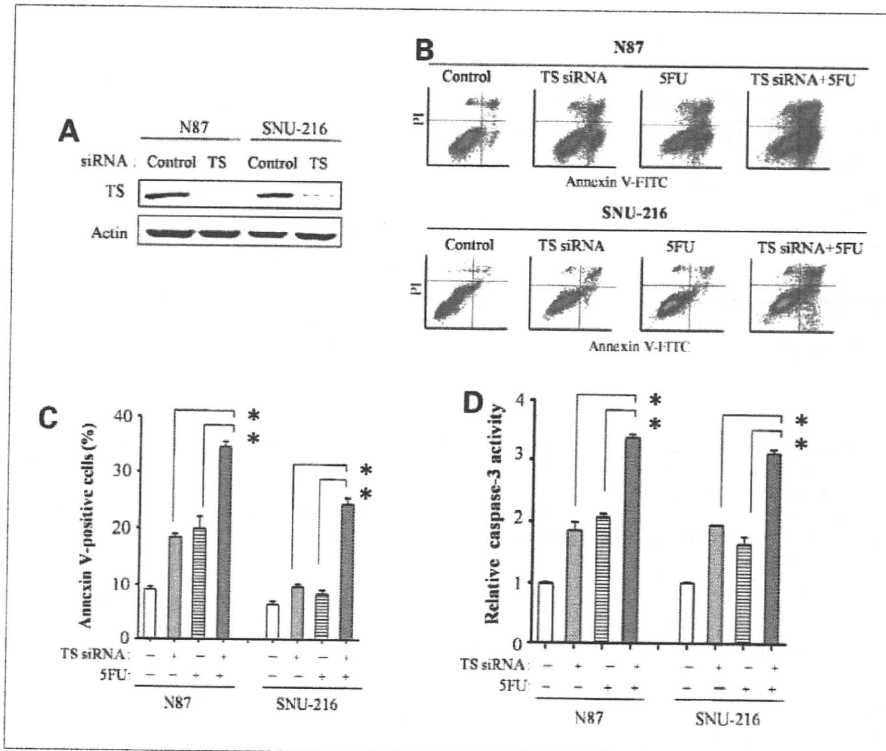 A
N87 SNU-216
siRNA : Control TS Control TS
TS
Actin
B
N87
Control TS siRNA 5FU TS siRNA+5FU
PI
Annexin V-FITC
SNU-216
Control TS siRNA 5FU TS siRNA+5FU
PI
Annexin V-FITC
C
Annexin V-positive cells (%)
40
30
20
10
0
* *
* *
TS siRNA: − + − + − + − +
5FU: − − + + − − + +
N87 SNU-216
D
Relative caspase-3 activity
4
3
2
1
0
* *
* *
TS siRNA: − + − + − + − +
5FU: − − + + − − + +
N87 SNU-216